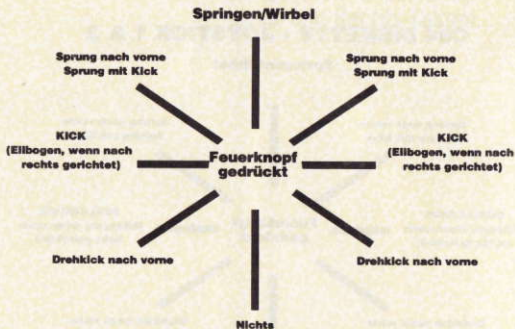 Springen/Wirbel
Sprung nach vorne
Sprung mit Kick
Sprung nach vorne
Sprung mit Kick
KICK
(Ellbogen, wenn nach
rechts gerichtet)
Feuerknopf
gedrückt
KICK
(Ellbogen, wenn nach
rechts gerichtet)
Drehkick nach vorne
Drehkick nach vorne
Nichts